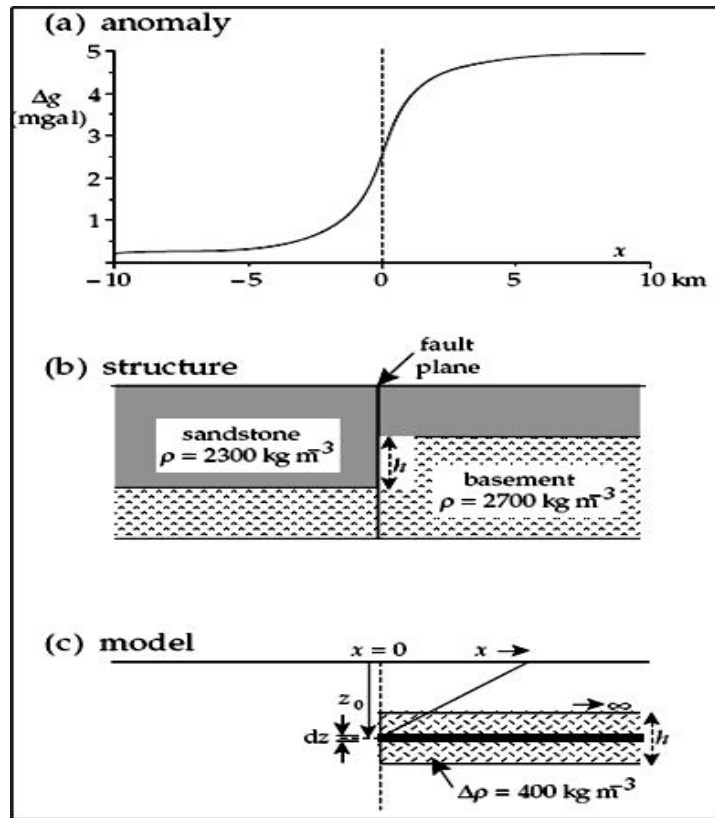 (a) anomaly
5
Δg
(mgal)
4
3
2
1
x
−10
−5
0
5
10 km
(b) structure
fault
plane
sandstone
ρ = 2300 kg m⁻³
h
basement
ρ = 2700 kg m⁻³
(c) model
x = 0
x →
z₀
→ ∞
dz
h
Δρ = 400 kg m⁻³